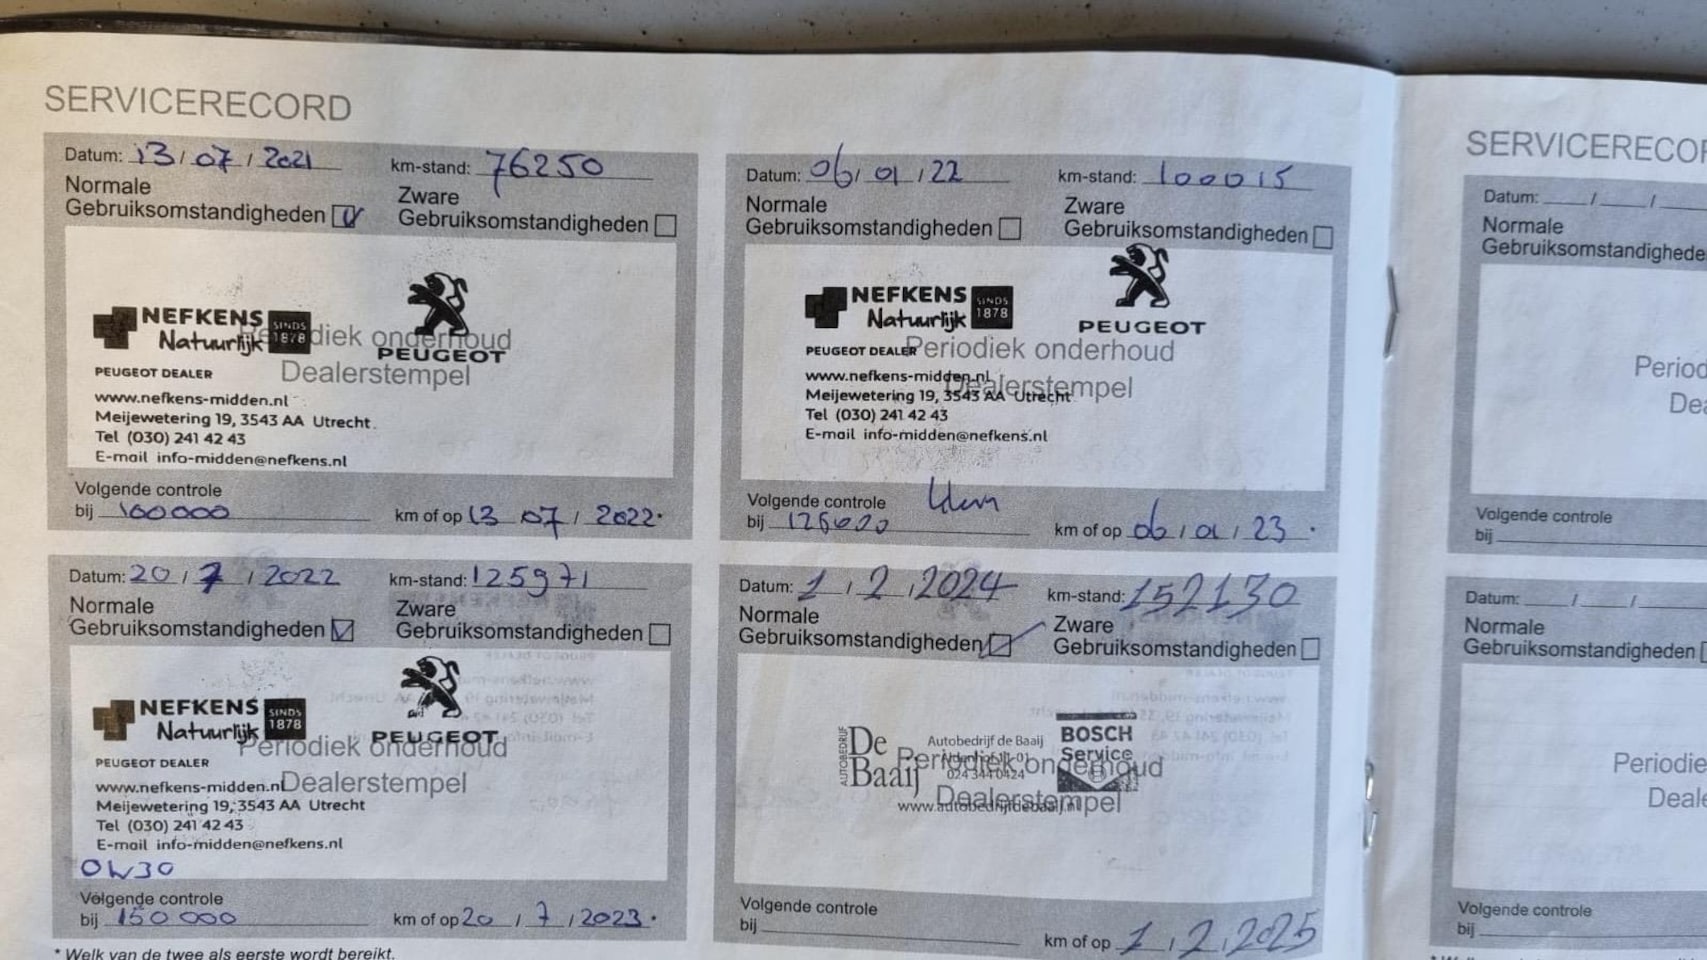 SERVICERECORD
Datum: 13 / 07 / 2021 km-stand: 76250
Normale Zware
Gebruiksomstandigheden Gebruiksomstandigheden
NEFKENS SINDS 1878
Natuurlijk
PEUGEOT
Periodiek onderhoud
Dealerstempel
PEUGEOT DEALER
www.nefkens-midden.nl
Meijewetering 19, 3543 AA Utrecht
Tel (030) 241 42 43
E-mail info-midden@nefkens.nl
Volgende controle
bij 100000 km of op 13 07 / 2022
Datum: 06 / 01 / 22 km-stand: 100015
Normale Zware
Gebruiksomstandigheden Gebruiksomstandigheden
NEFKENS SINDS 1878
Natuurlijk
PEUGEOT
PEUGEOT DEALER
Periodiek onderhoud
Dealerstempel
www.nefkens-midden.nl
Meijewetering 19, 3543 AA Utrecht
Tel (030) 241 42 43
E-mail info-midden@nefkens.nl
Volgende controle
bij km of op 06 / 01 / 23
Datum: 20 / 7 / 2022 km-stand: 125971
Normale Zware
Gebruiksomstandigheden Gebruiksomstandigheden
NEFKENS SINDS 1878
Natuurlijk
PEUGEOT
Periodiek onderhoud
PEUGEOT DEALER
Dealerstempel
www.nefkens-midden.nl
Meijewetering 19, 3543 AA Utrecht
Tel (030) 241 42 43
E-mail info-midden@nefkens.nl
0W30
Volgende controle
bij 150 000 km of op 20 / 7 / 2023
* Welk van de twee als eerste wordt bereikt.
Datum: 1 / 2 / 2024 km-stand: 152130
Normale Zware
Gebruiksomstandigheden Gebruiksomstandigheden
AUTOBEDRIJF De Baaij
Autobedrijf de Baaij
024 344 0424
www.autobedrijfdebaaij.nl
BOSCH
Service
Periodiek onderhoud
Dealerstempel
Volgende controle
bij km of op 1 / 2 / 2025
SERVICERECOR
Datum: / /
Normale
Gebruiksomstandighede
Period
Dea
Volgende controle
bij
Datum: / /
Normale
Gebruiksomstandigheden
Periodie
Deale
Volgende controle
bij